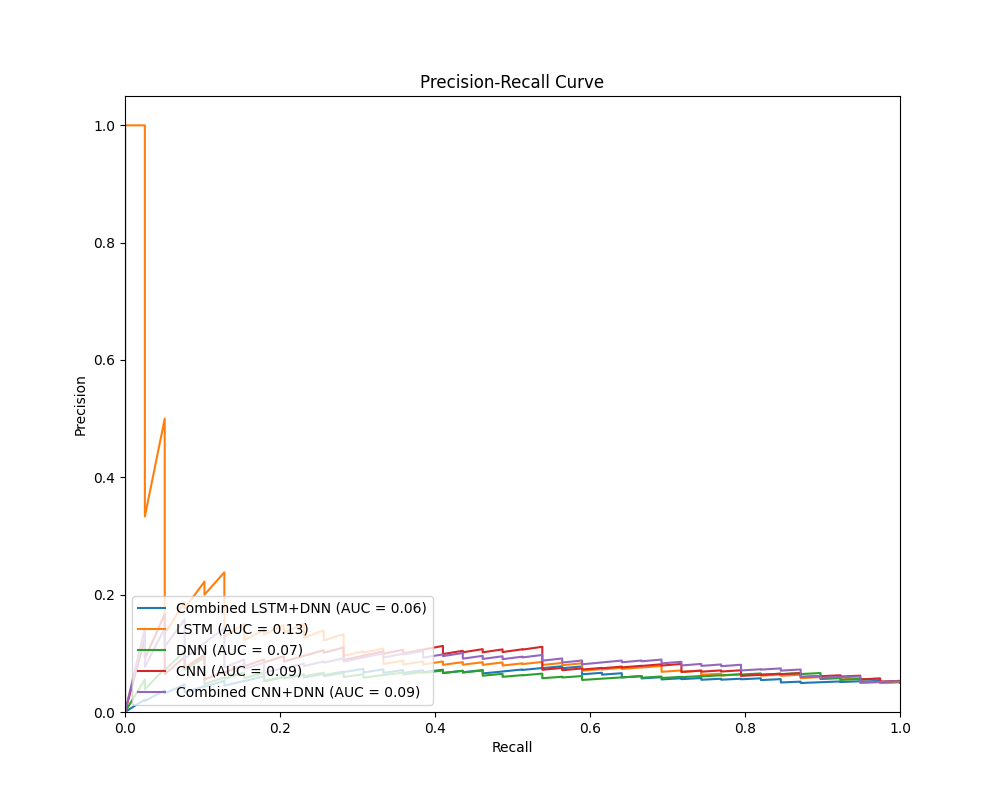 Precision-Recall Curve
1.0
0.8
0.6
0.4
0.2
0.0
Precision
Combined LSTM+DNN (AUC = 0.06)
LSTM (AUC = 0.13)
DNN (AUC = 0.07)
CNN (AUC = 0.09)
Combined CNN+DNN (AUC = 0.09)
0.0 0.2 0.4 0.6 0.8 1.0
Recall